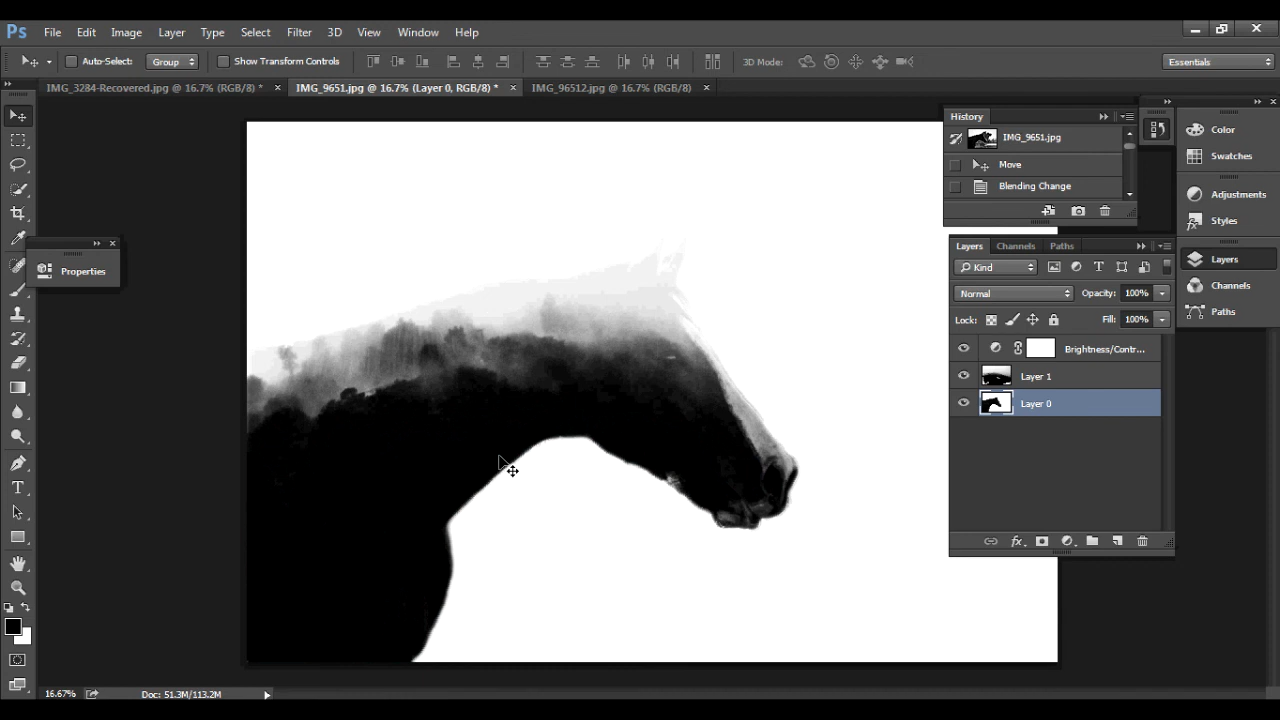 Ps File Edit Image Layer Type Select Filter 3D View Window Help
Auto-Select: Group Show Transform Controls 3D Mode: Essentials
IMG_3284-Recovered.jpg @ 16.7% (RGB/8) * × IMG_9651.jpg @ 16.7% (Layer 0, RGB/8) * × IMG_96512.jpg @ 16.7% (RGB/8) ×
History
IMG_9651.jpg
Move
Blending Change
Color
Swatches
Adjustments
Styles
Layers
Channels
Paths
Properties
Layers Channels Paths
Kind
Normal Opacity: 100%
Lock: Fill: 100%
Brightness/Contr...
Layer 1
Layer 0
16.67% Doc: 51.3M/113.2M